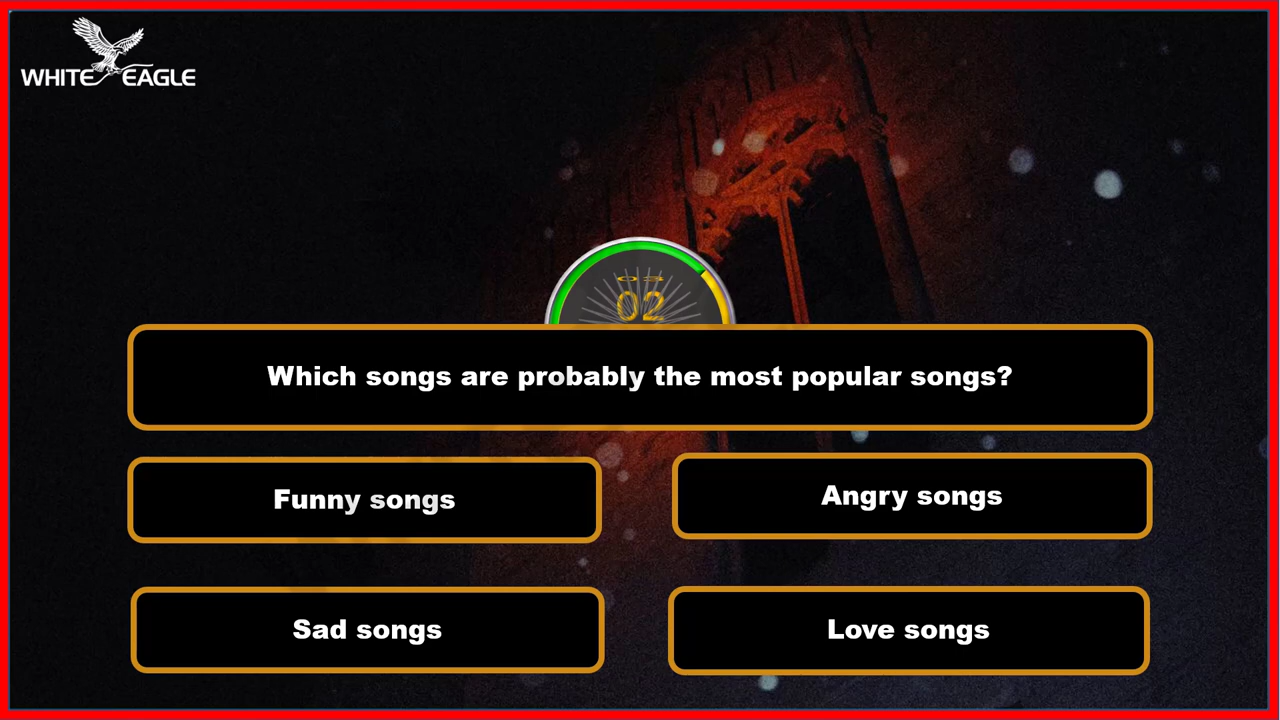 WHITE EAGLE
02
Which songs are probably the most popular songs?
Funny songs
Angry songs
Sad songs
Love songs